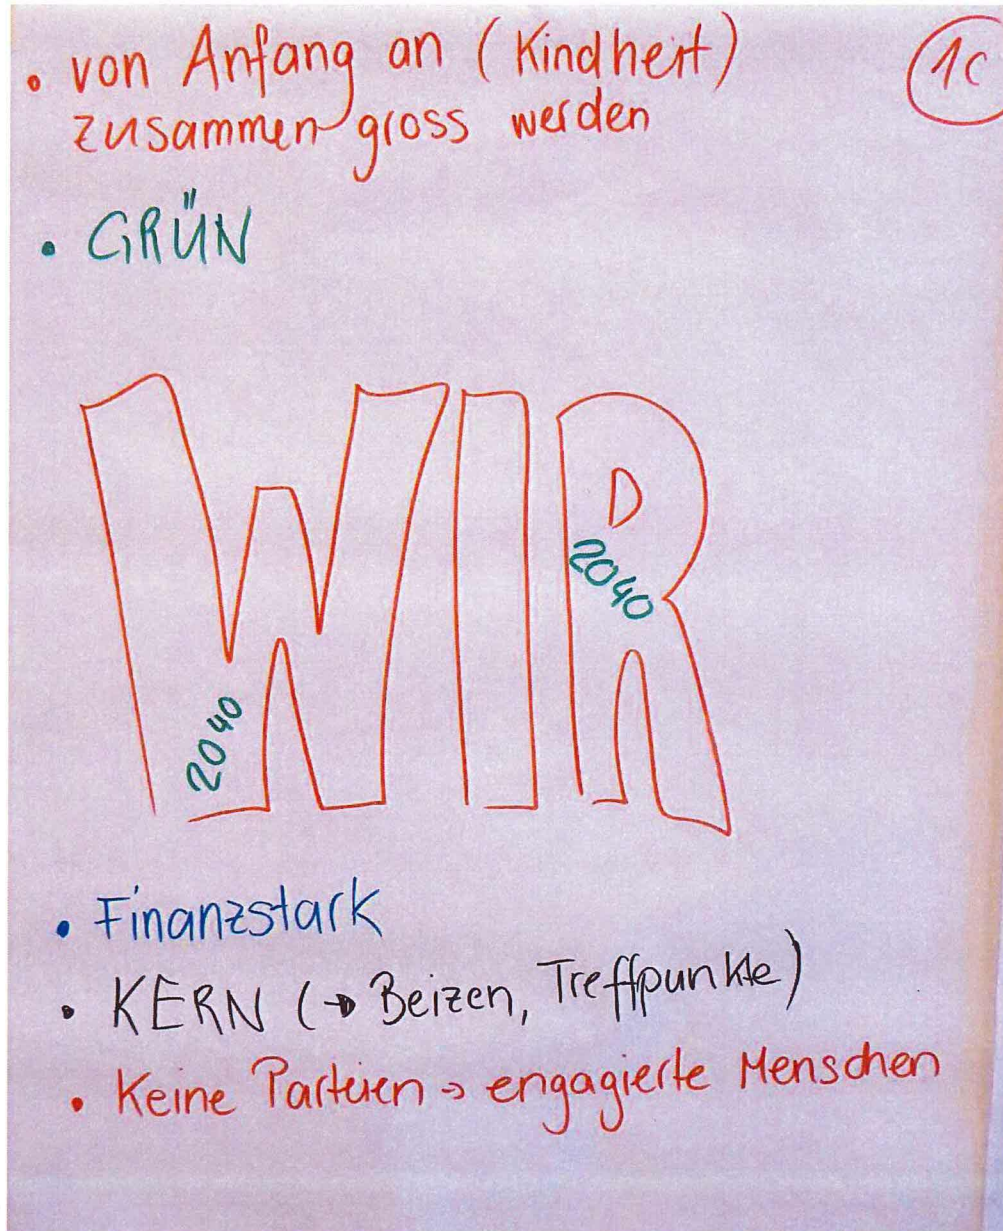 • von Anfang an (Kindheit)
1c
zusammen gross werden
• GRÜN
WIR
2040
2040
• Finanzstark
• KERN (→ Beizen, Treffpunkte)
• Keine Parteien → engagierte Menschen